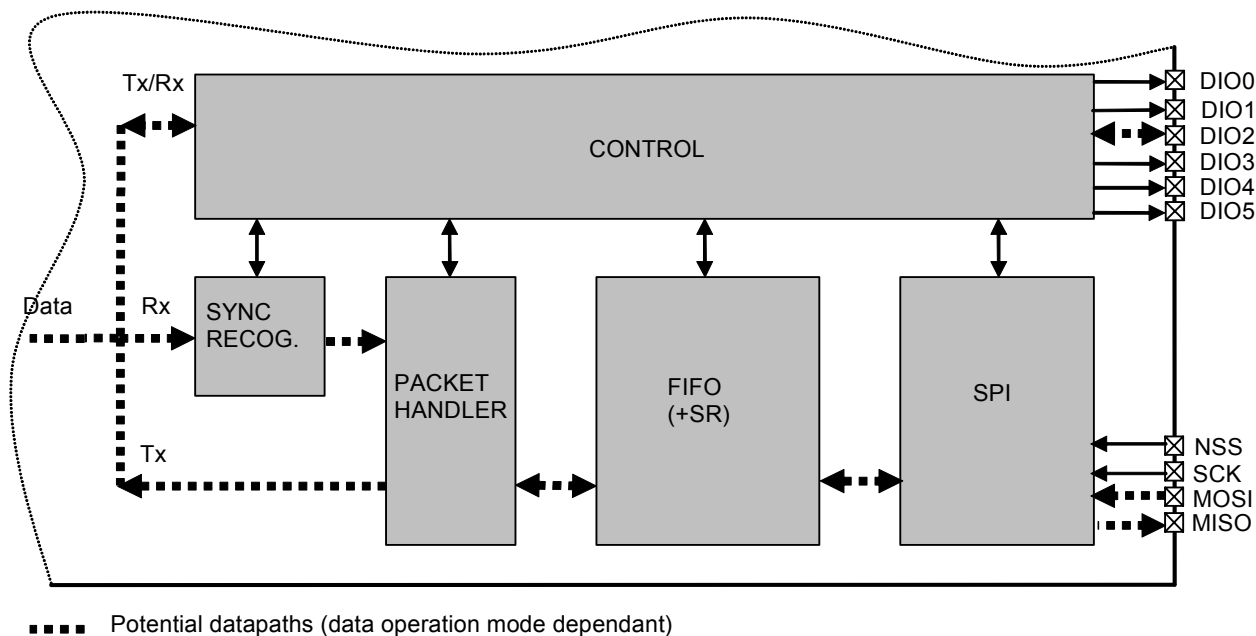 Tx/Rx
CONTROL
DIO0
DIO1
DIO2
DIO3
DIO4
DIO5
Data
Rx
SYNC
RECOG.
PACKET
HANDLER
FIFO
(+SR)
SPI
Tx
NSS
SCK
MOSI
MISO
Potential datapaths (data operation mode dependant)